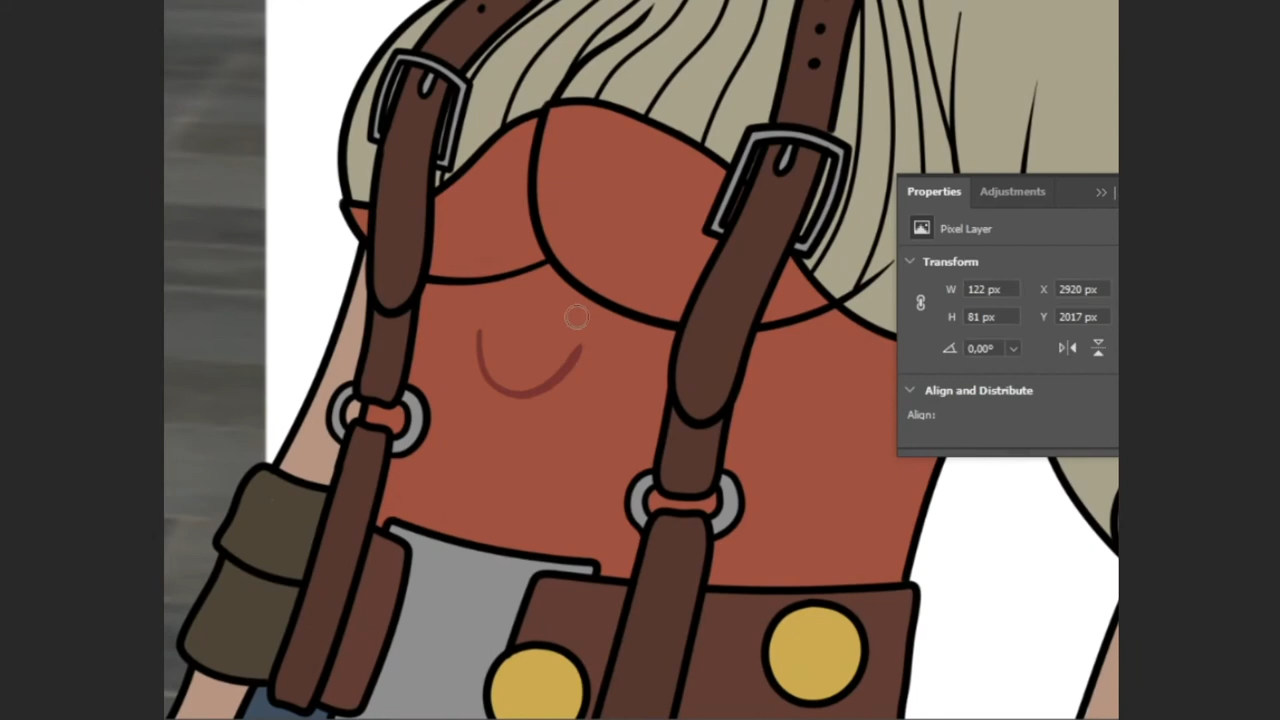 Properties Adjustments
Pixel Layer
Transform
W 122 px X 2920 px
H 81 px Y 2017 px
0,00°
Align and Distribute
Align: